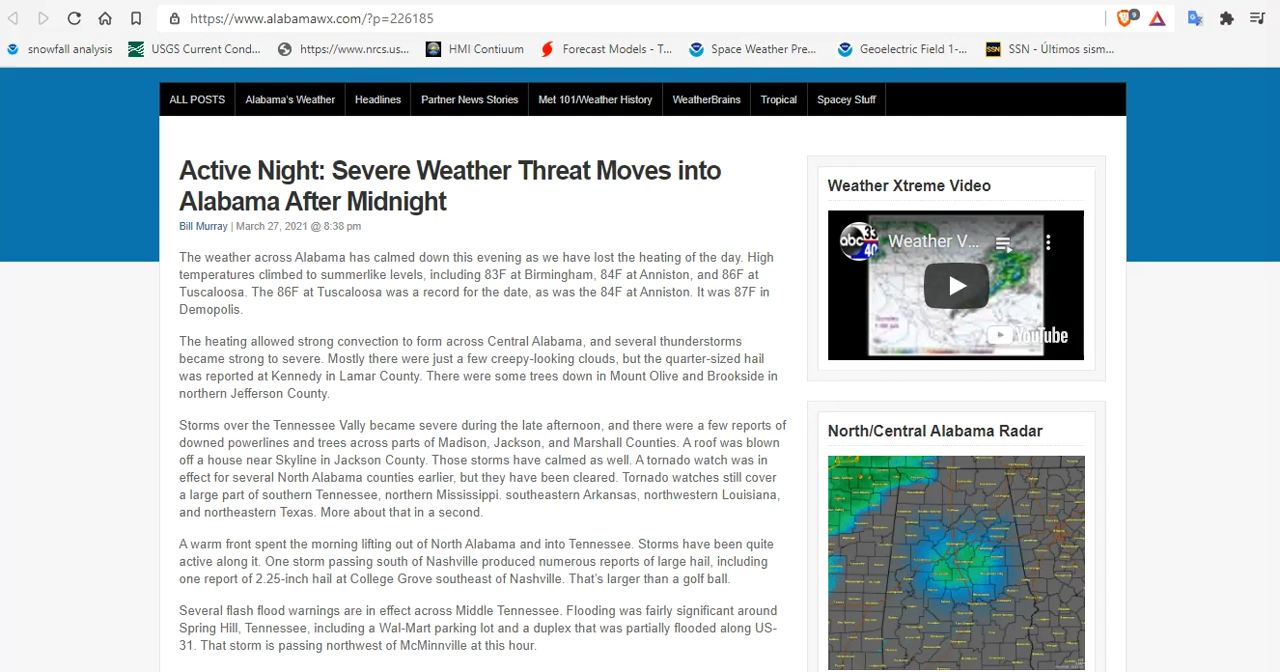 https://www.alabamawx.com/?p=226185
snowfall analysis
USGS Current Cond...
https://www.nrcs.us...
HMI Contiuum
Forecast Models - T...
Space Weather Pre...
Geoelectric Field 1-...
SSN
SSN - Últimos sism...
ALL POSTS
Alabama's Weather
Headlines
Partner News Stories
Met 101/Weather History
WeatherBrains
Tropical
Spacey Stuff
Active Night: Severe Weather Threat Moves into
Alabama After Midnight
Bill Murray | March 27, 2021 @ 8:38 pm
The weather across Alabama has calmed down this evening as we have lost the heating of the day. High
temperatures climbed to summerlike levels, including 83F at Birmingham, 84F at Anniston, and 86F at
Tuscaloosa. The 86F at Tuscaloosa was a record for the date, as was the 84F at Anniston. It was 87F in
Demopolis.
The heating allowed strong convection to form across Central Alabama, and several thunderstorms
became strong to severe. Mostly there were just a few creepy-looking clouds, but the quarter-sized hail
was reported at Kennedy in Lamar County. There were some trees down in Mount Olive and Brookside in
northern Jefferson County.
Storms over the Tennessee Vally became severe during the late afternoon, and there were a few reports of
downed powerlines and trees across parts of Madison, Jackson, and Marshall Counties. A roof was blown
off a house near Skyline in Jackson County. Those storms have calmed as well. A tornado watch was in
effect for several North Alabama counties earlier, but they have been cleared. Tornado watches still cover
a large part of southern Tennessee, northern Mississippi. southeastern Arkansas, northwestern Louisiana,
and northeastern Texas. More about that in a second.
A warm front spent the morning lifting out of North Alabama and into Tennessee. Storms have been quite
active along it. One storm passing south of Nashville produced numerous reports of large hail, including
one report of 2.25-inch hail at College Grove southeast of Nashville. That's larger than a golf ball.
Several flash flood warnings are in effect across Middle Tennessee. Flooding was fairly significant around
Spring Hill, Tennessee, including a Wal-Mart parking lot and a duplex that was partially flooded along US-
31. That storm is passing northwest of McMinnville at this hour.
Weather Xtreme Video
abc 33 40
Weather V...
YouTube
North/Central Alabama Radar